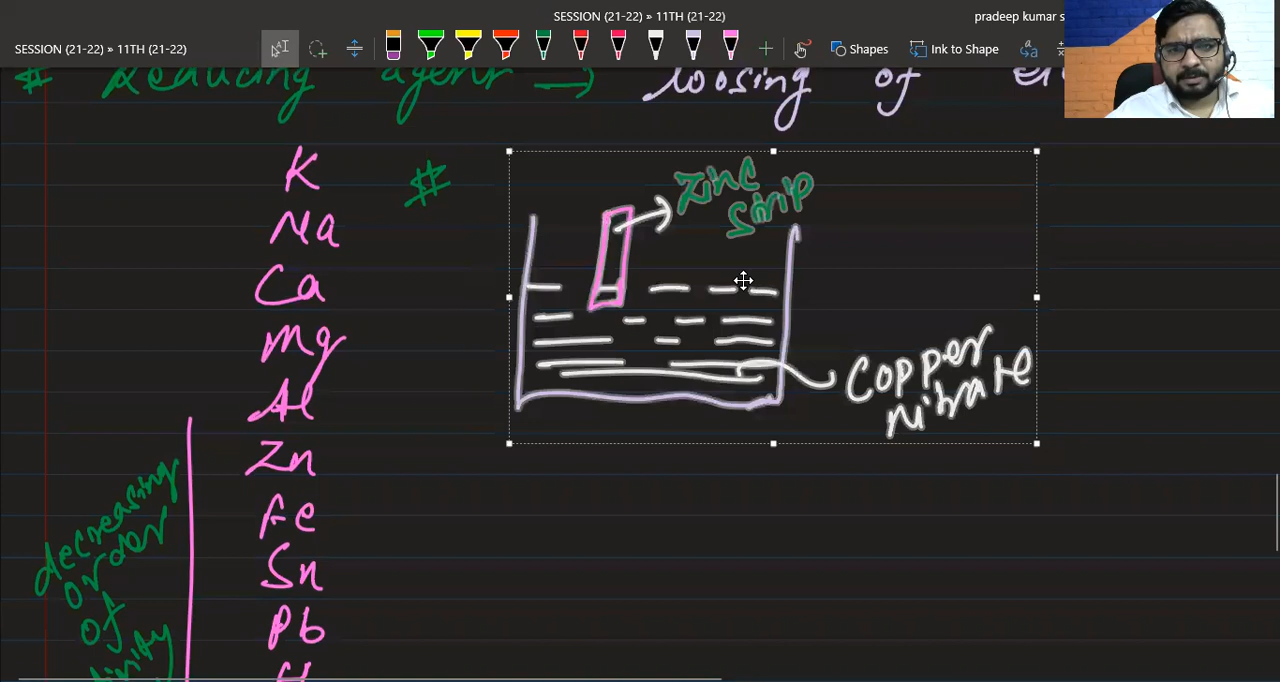 SESSION (21-22) » 11TH (21-22)
pradeep kumar s
SESSION (21-22) » 11TH (21-22)
Shapes
Ink to Shape
# Reducing agent → loosing of
K
#
Zinc
Strip
Na
Ca
Mg
Copper
nitrate
Al
Zn
Fe
decreasing
order
of
Sn
Pb
H